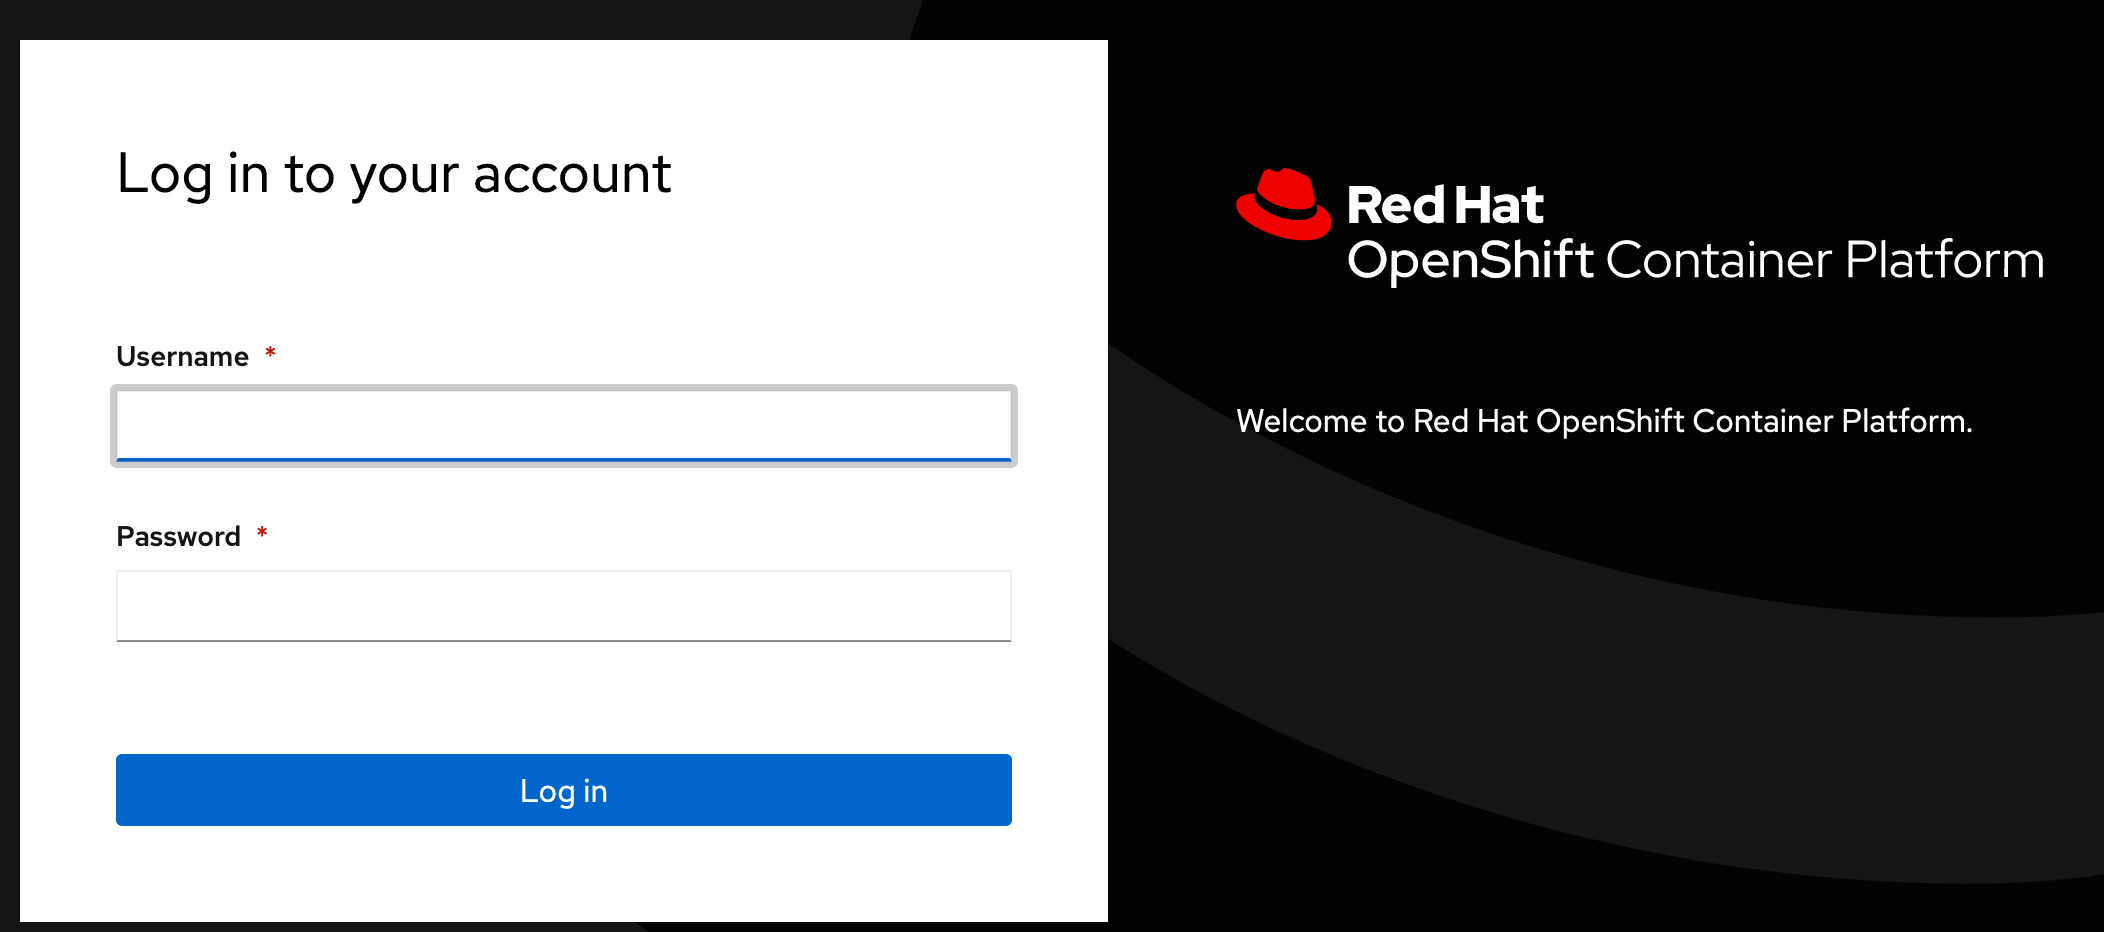 Log in to your account
Username *
Password *
Log in
Red Hat
OpenShift Container Platform
Welcome to Red Hat OpenShift Container Platform.